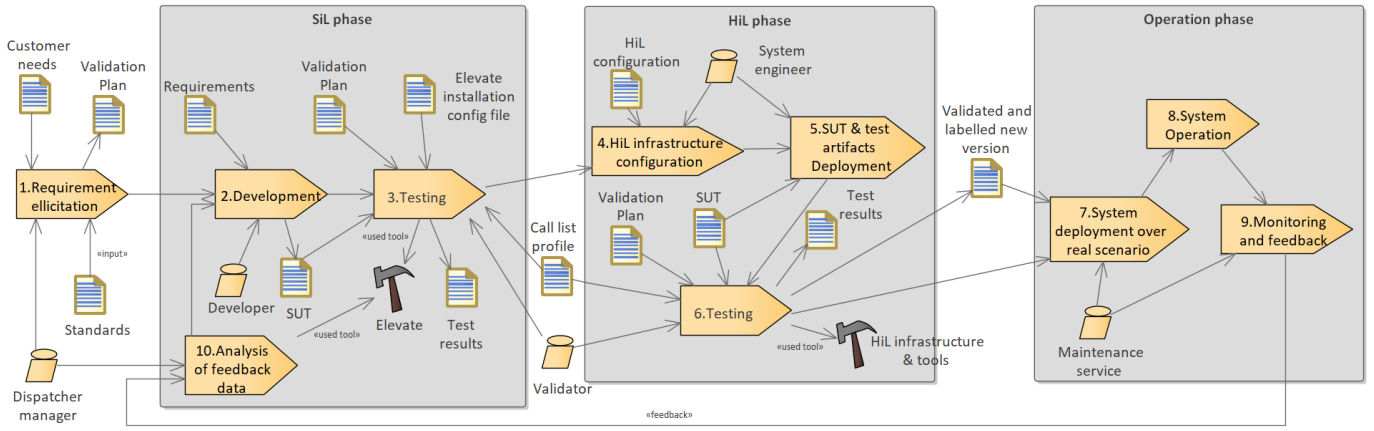 SiL phase
HiL phase
Operation phase
Customer
needs
Validation
Plan
Requirements
Validation
Plan
Elevate
installation
config file
HiL
configuration
System
engineer
Validated and
labelled new
version
8.System
Operation
1.Requirement
ellicitation
2.Development
3.Testing
4.HiL infrastructure
configuration
5.SUT & test
artifacts
Deployment
«input»
Standards
Developer
SUT
«used tool»
Elevate
Test
results
Call list
profile
Validation
Plan
SUT
Test
results
7.System
deployment over
real scenario
9.Monitoring
and feedback
6.Testing
«used tool»
HiL infrastructure
& tools
«used tool»
10.Analysis
of feedback
data
Dispatcher
manager
Validator
Maintenance
service
«feedback»